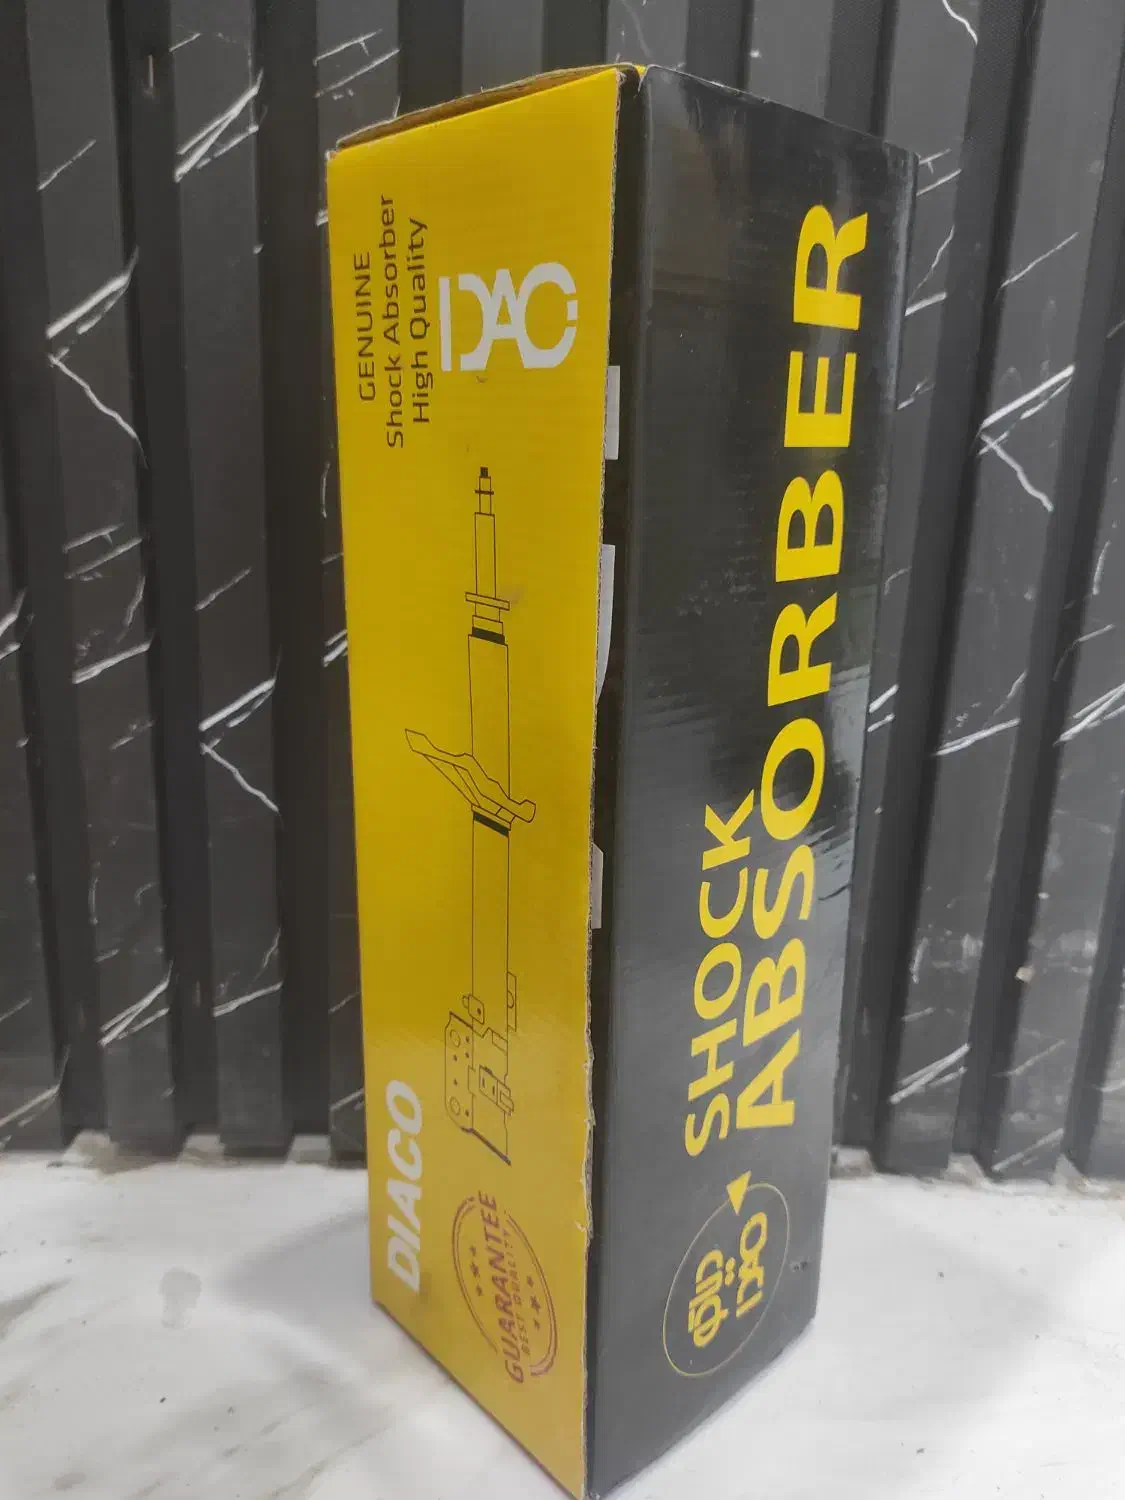 GENUINE
Shock Absorber
High Quality
DAC
DIACO
GUARANTEE
BEST QUALITY
SHOCK
ABSORBER